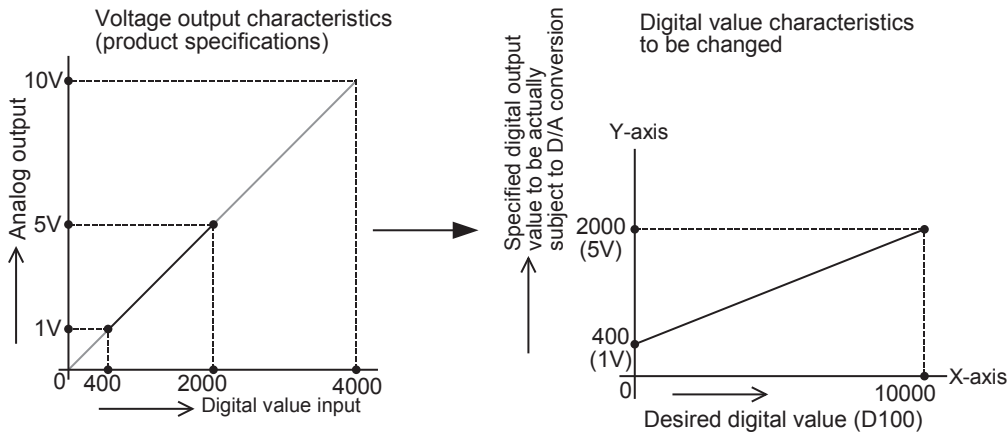 Voltage output characteristics
(product specifications)
10V
5V
1V
0
400
2000
4000
Analog output
Digital value input
Digital value characteristics
to be changed
Specified digital output
value to be actually
subject to D/A conversion
Y-axis
2000
(5V)
400
(1V)
0
10000
X-axis
Desired digital value (D100)